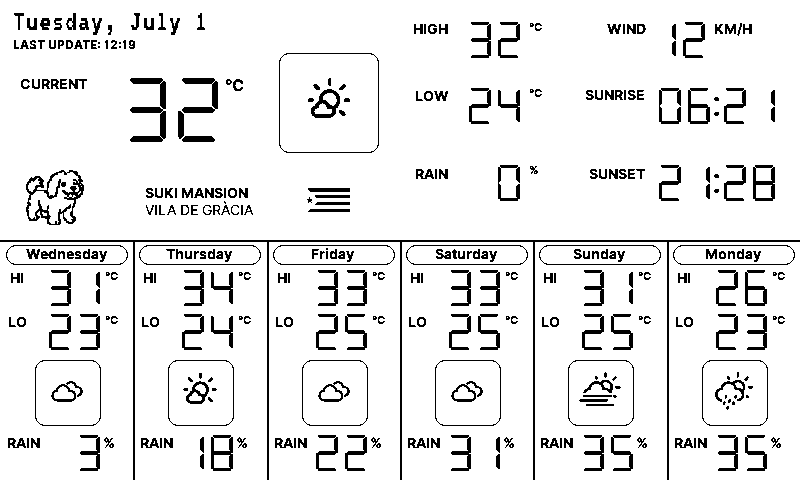 Tuesday, July 1
LAST UPDATE: 12:19
CURRENT 32 °C
SUKI MANSION
VILA DE GRÀCIA
HIGH 32 °C
LOW 24 °C
RAIN 0 %
WIND 12 KM/H
SUNRISE 06:21
SUNSET 21:28
Wednesday
HI 31 °C
LO 23 °C
RAIN 3 %
Thursday
HI 34 °C
LO 24 °C
RAIN 18 %
Friday
HI 33 °C
LO 25 °C
RAIN 22 %
Saturday
HI 33 °C
LO 25 °C
RAIN 31 %
Sunday
HI 31 °C
LO 25 °C
RAIN 35 %
Monday
HI 26 °C
LO 23 °C
RAIN 35 %